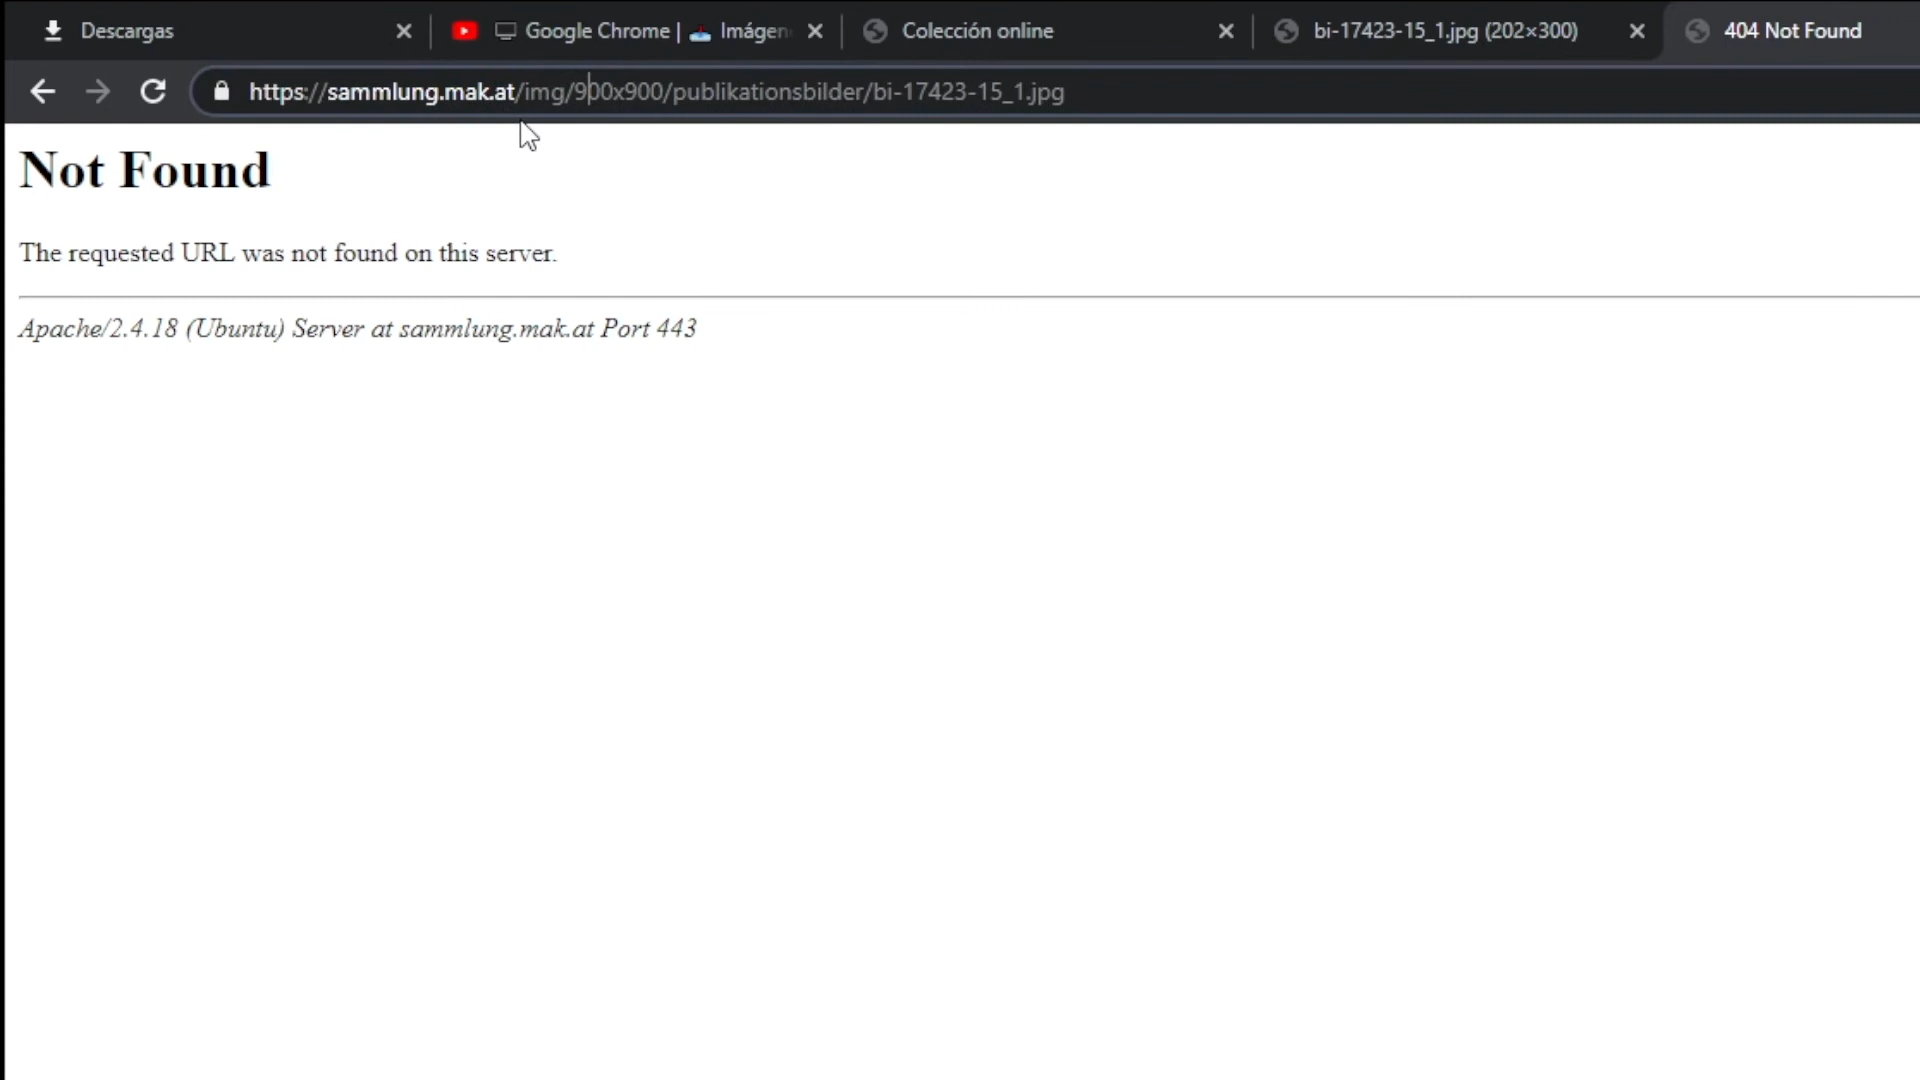 Descargas
Google Chrome | Imágen
Colección online
bi-17423-15_1.jpg (202×300)
404 Not Found
https://sammlung.mak.at/img/900x900/publikationsbilder/bi-17423-15_1.jpg
Not Found
The requested URL was not found on this server.
Apache/2.4.18 (Ubuntu) Server at sammlung.mak.at Port 443